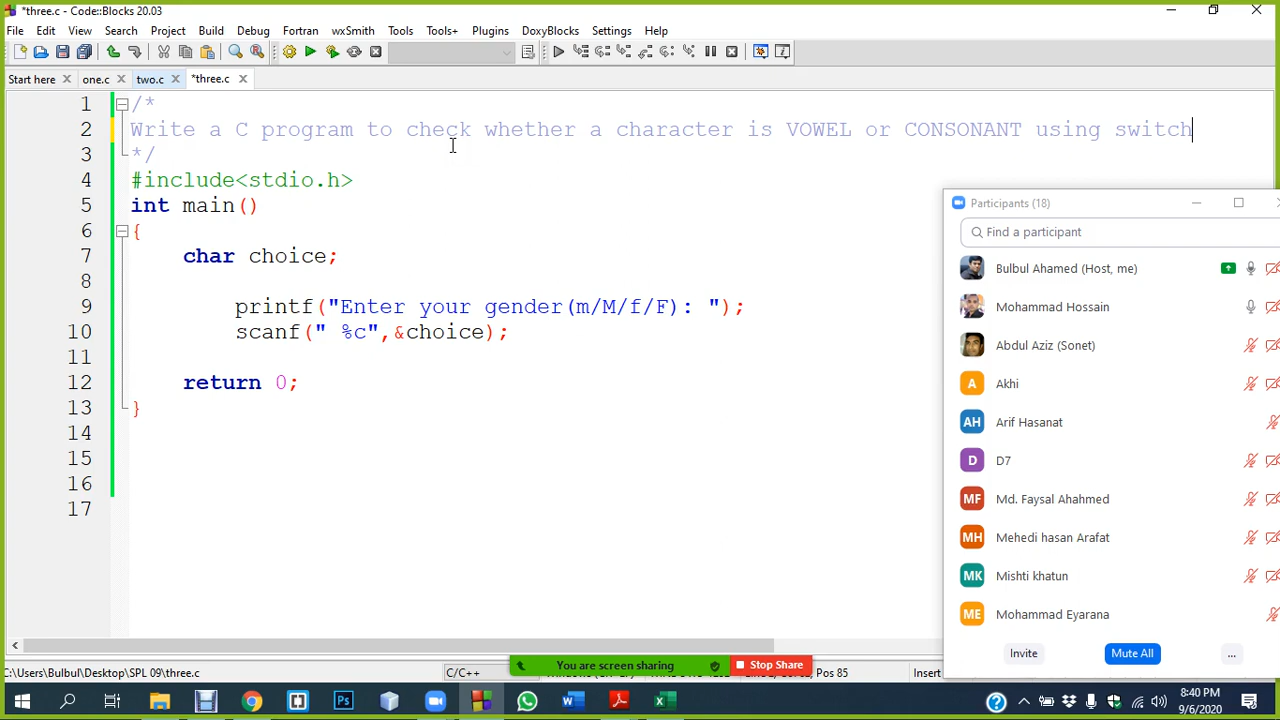 *three.c - Code::Blocks 20.03
File Edit View Search Project Build Debug Fortran wxSmith Tools Tools+ Plugins DoxyBlocks Settings Help
Start here one.c two.c *three.c
1 /*
2 Write a C program to check whether a character is VOWEL or CONSONANT using switch
3 */
4 #include<stdio.h>
5 int main()
6 {
7 char choice;
8
9 printf("Enter your gender(m/M/f/F): ");
10 scanf(" %c",&choice);
11
12 return 0;
13 }
14
15
16
17
Participants (18)
Find a participant
Bulbul Ahamed (Host, me)
Mohammad Hossain
Abdul Aziz (Sonet)
A Akhi
AH Arif Hasanat
D D7
MF Md. Faysal Ahahmed
MH Mehedi hasan Arafat
MK Mishti khatun
ME Mohammad Eyarana
Invite Mute All ...
C:\Users\Bulbul\Desktop\SPL 09\three.c C/C++ Pos 85 Insert
You are screen sharing Stop Share
8:40 PM
9/6/2020